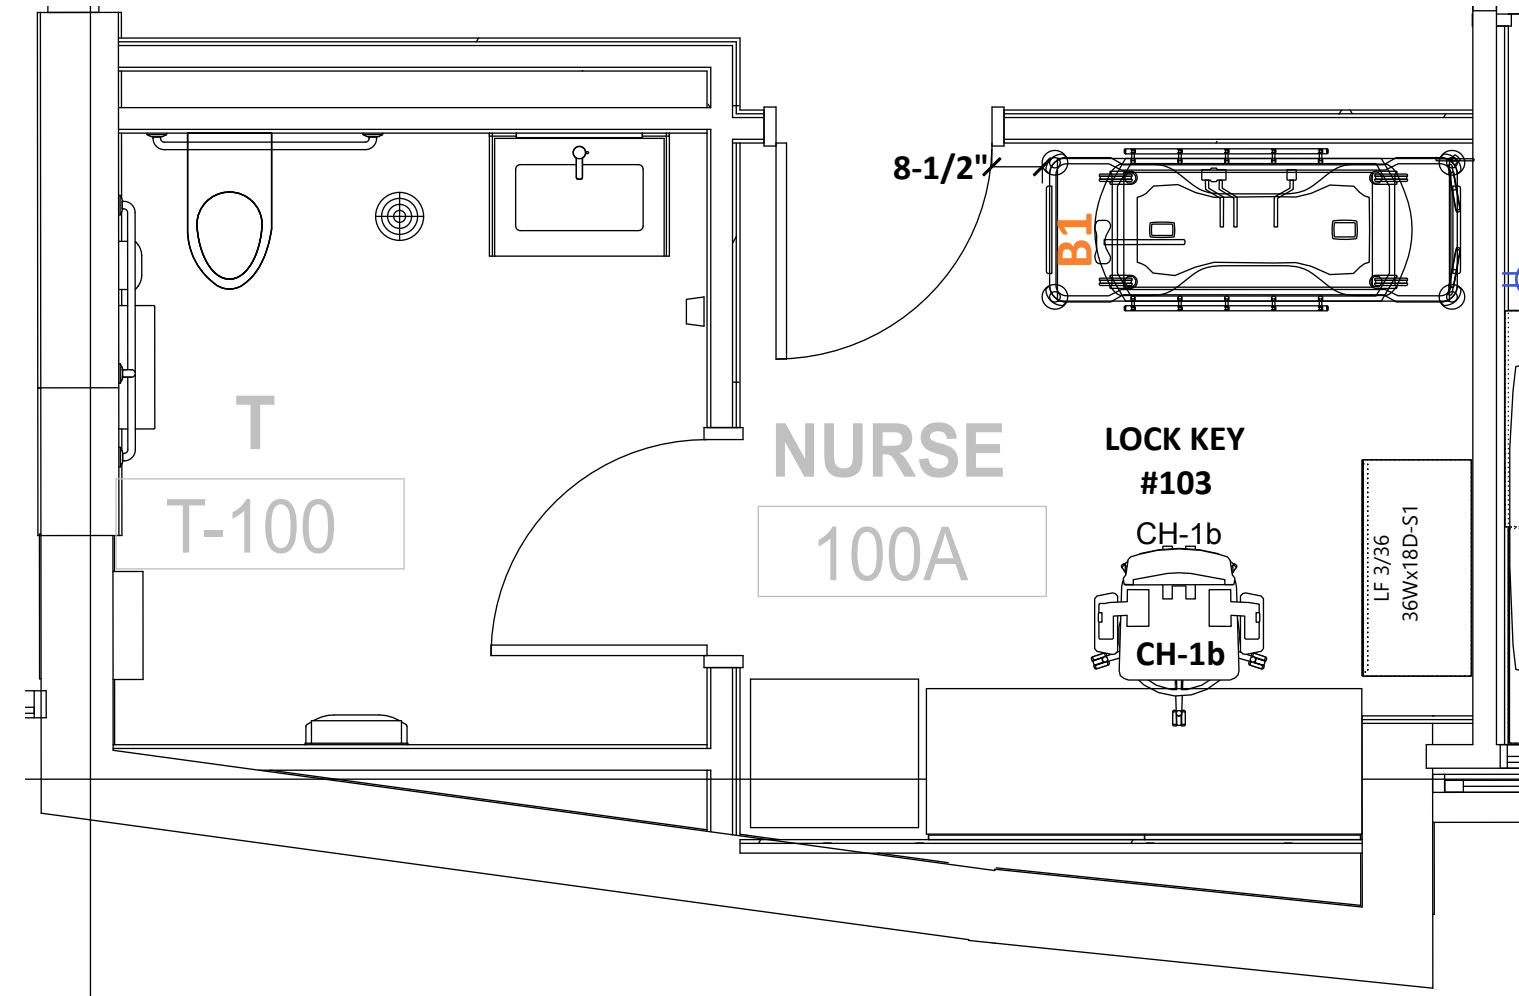 8-1/2"
B1
T
T-100
NURSE
100A
LOCK KEY
#103
CH-1b
CH-1b
LF 3/36
36Wx18D-S1